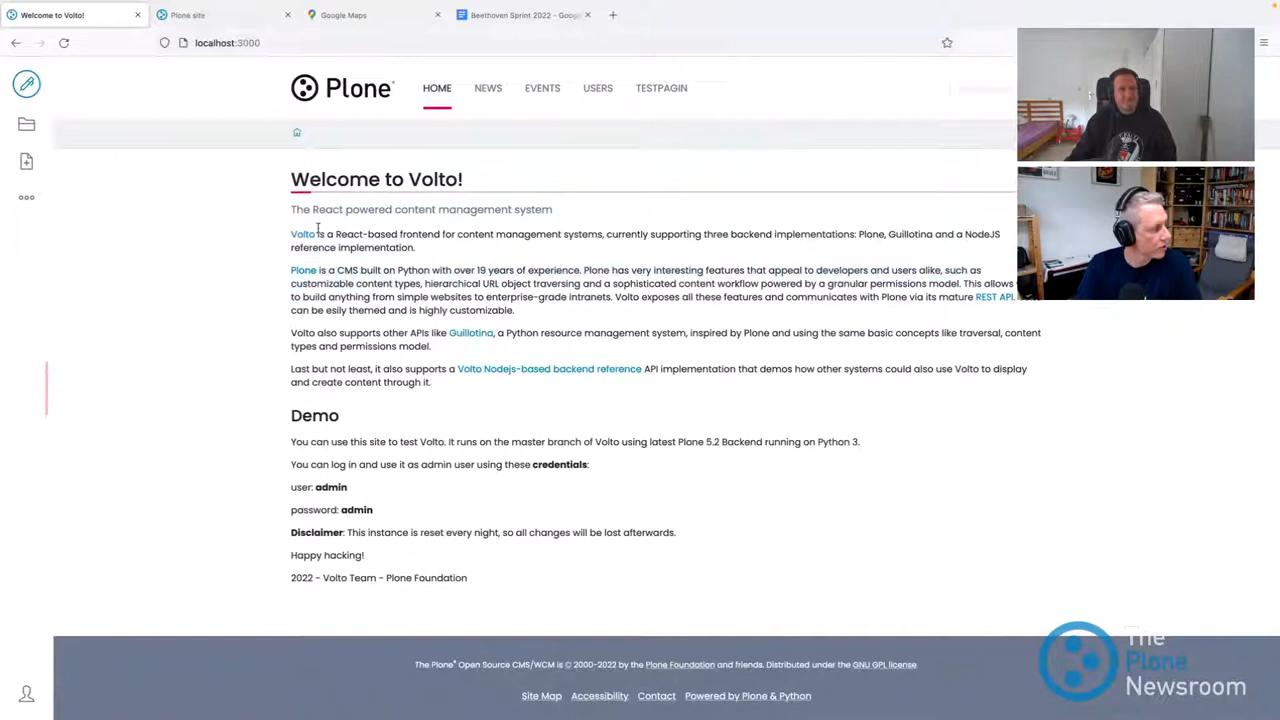 Welcome to Volto!
Plone site
Google Maps
Beethoven Sprint 2022 - Goog
localhost:3000
Plone®
HOME
NEWS
EVENTS
USERS
TESTPAGIN
Welcome to Volto!
The React powered content management system
Volto is a React-based frontend for content management systems, currently supporting three backend implementations: Plone, Guillotina and a NodeJS
reference implementation.
Plone is a CMS built on Python with over 19 years of experience. Plone has very interesting features that appeal to developers and users alike, such as
customizable content types, hierarchical URL object traversing and a sophisticated content workflow powered by a granular permissions model. This allows
to build anything from simple websites to enterprise-grade intranets. Volto exposes all these features and communicates with Plone via its mature REST API.
can be easily themed and is highly customizable.
Volto also supports other APIs like Guillotina, a Python resource management system, inspired by Plone and using the same basic concepts like traversal, content
types and permissions model.
Last but not least, it also supports a Volto Nodejs-based backend reference API implementation that demos how other systems could also use Volto to display
and create content through it.
Demo
You can use this site to test Volto. It runs on the master branch of Volto using latest Plone 5.2 Backend running on Python 3.
You can log in and use it as admin user using these credentials:
user: admin
password: admin
Disclaimer: This instance is reset every night, so all changes will be lost afterwards.
Happy hacking!
2022 - Volto Team - Plone Foundation
The Plone® Open Source CMS/WCM is © 2000-2022 by the Plone Foundation and friends. Distributed under the GNU GPL license
Site Map
Accessibility
Contact
Powered by Plone & Python
The
Plone
Newsroom